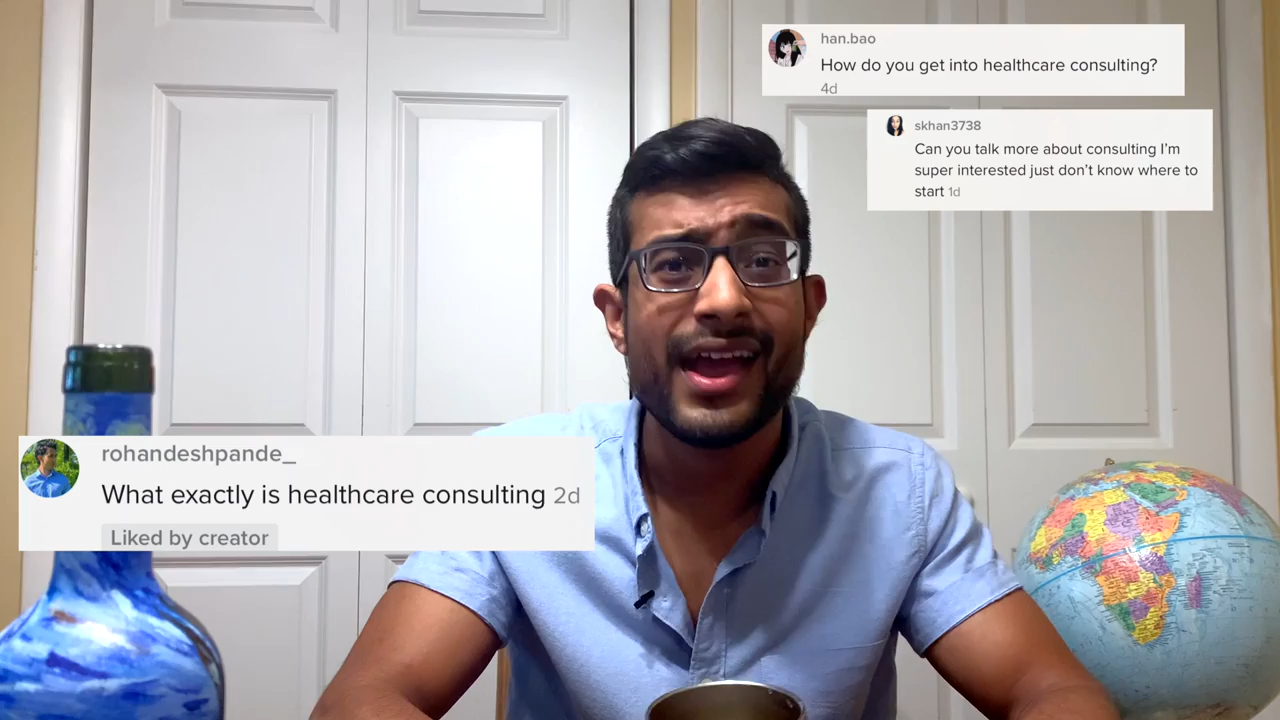 han.bao
How do you get into healthcare consulting?
4d
skhan3738
Can you talk more about consulting I'm
super interested just don't know where to
start 1d
rohandeshpande_
What exactly is healthcare consulting 2d
Liked by creator